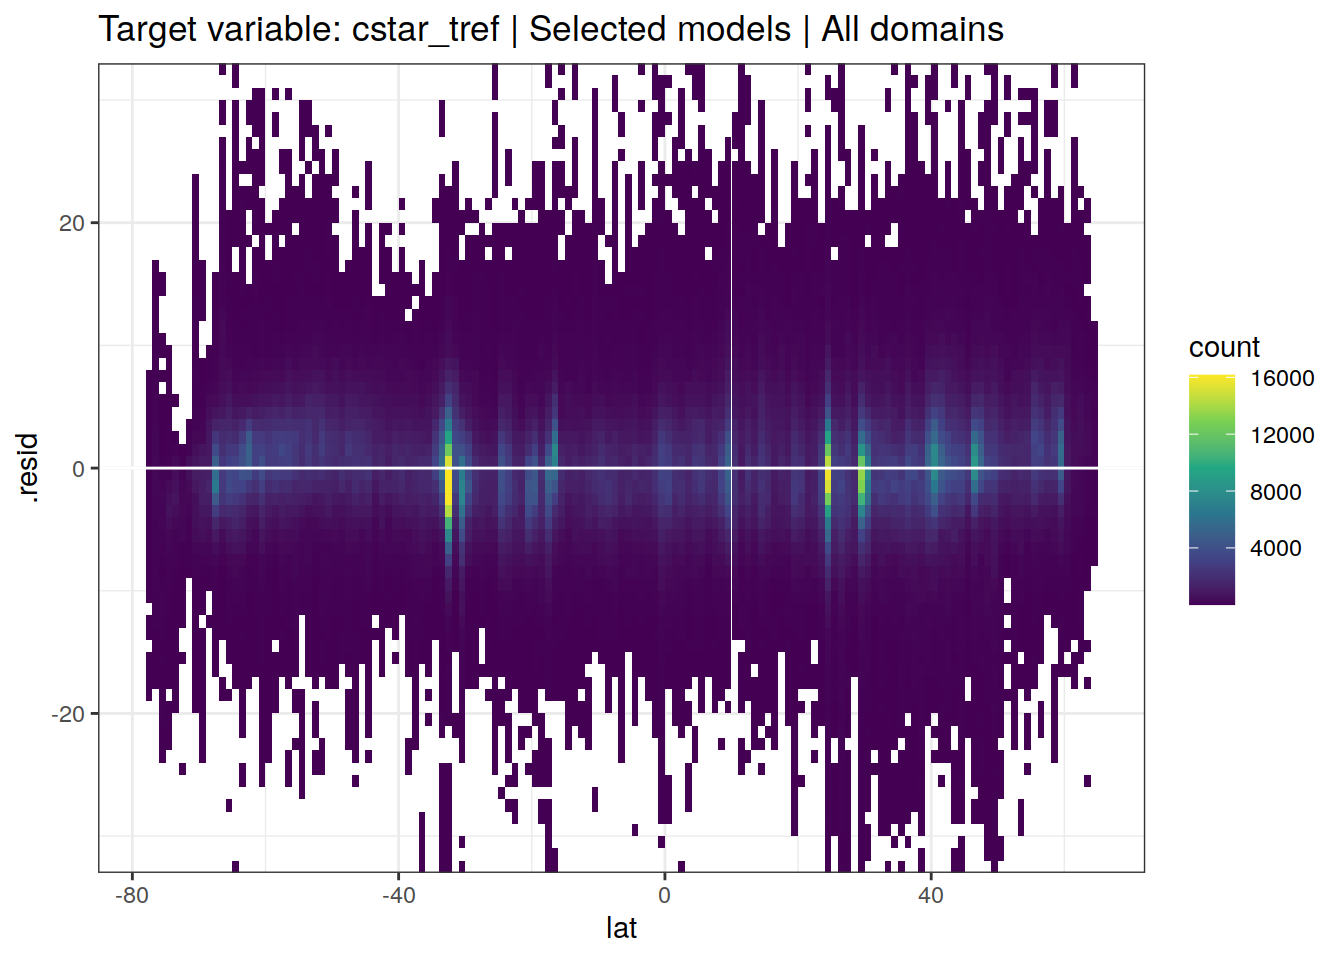 Target variable: cstar_tref | Selected models | All domains
.resid
20
0
-20
-80
-40
0
40
lat
count
16000
12000
8000
4000